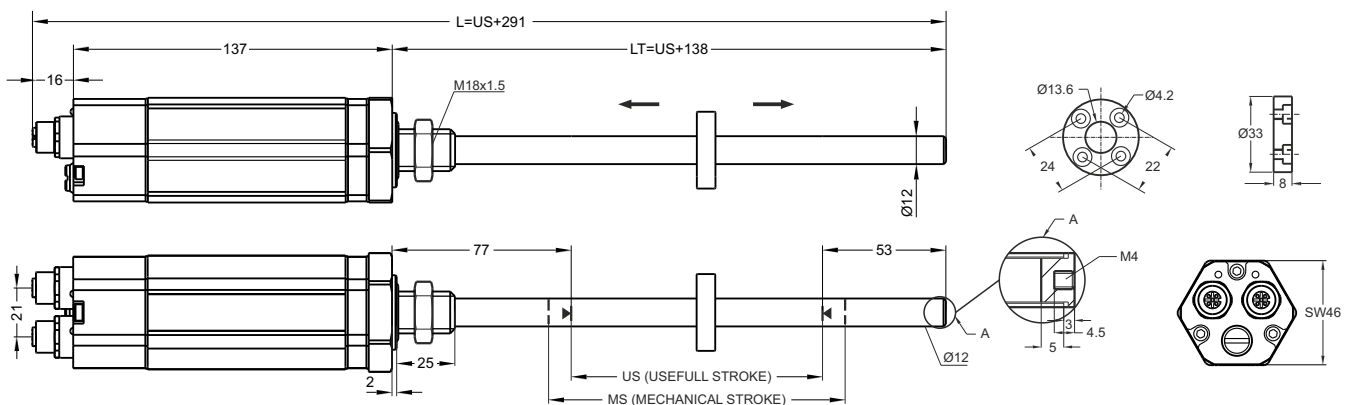 L=US+291
137
LT=US+138
16
M18x1.5
Ø12
Ø13.6
Ø4.2
24
22
Ø33
8
77
53
21
25
2
US (USEFULL STROKE)
MS (MECHANICAL STROKE)
Ø12
A
A
M4
3
4.5
5
SW46